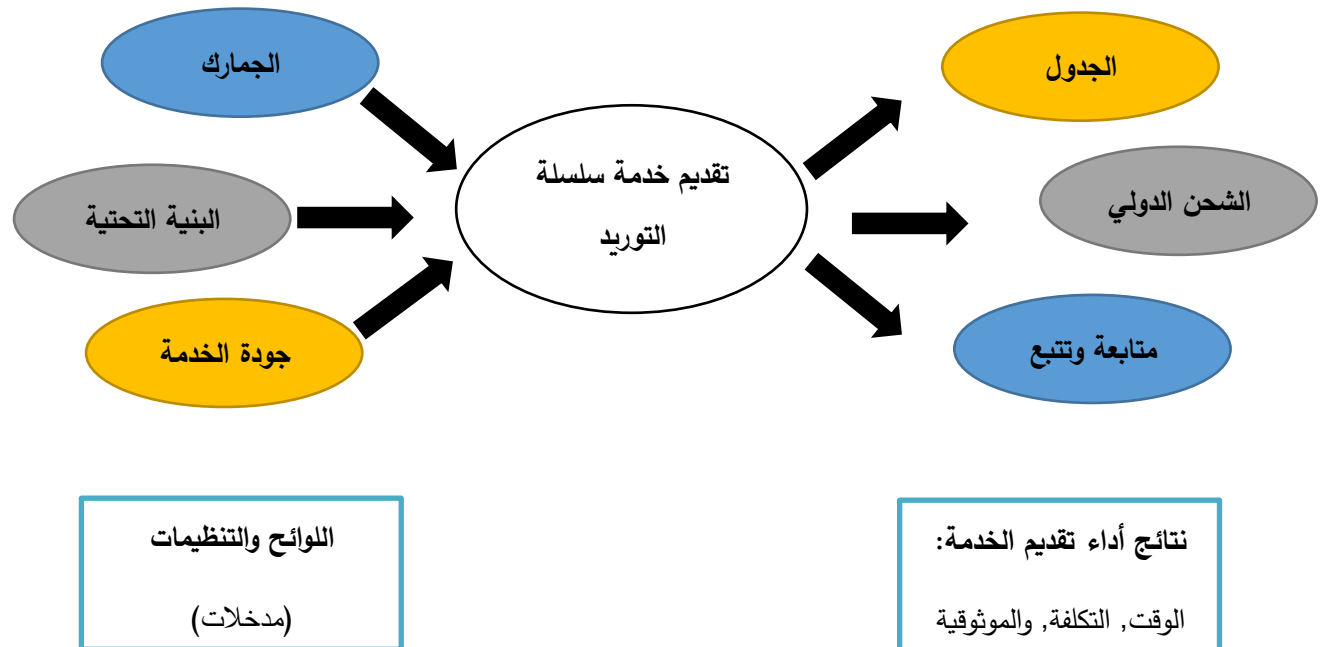 الجمارك
البنية التحتية
جودة الخدمة
تقديم خدمة سلسلة
التوريد
الجدول
الشحن الدولي
متابعة وتتبع
اللوائح والتنظيمات
(مدخلات)
نتائج أداء تقديم الخدمة:
الوقت, التكلفة, والموثوقية